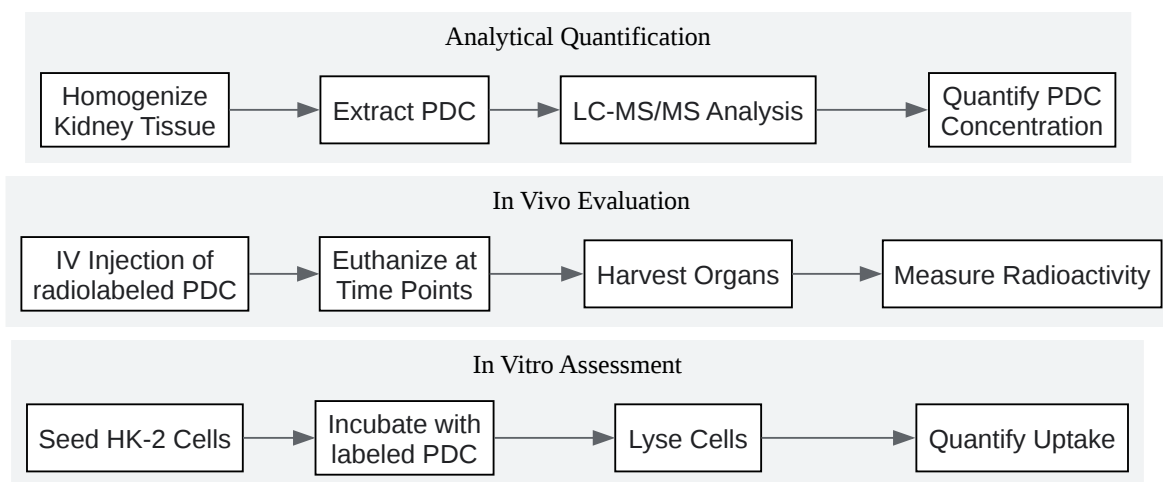 Analytical Quantification
Homogenize
Kidney Tissue
Extract PDC
LC-MS/MS Analysis
Quantify PDC
Concentration
In Vivo Evaluation
IV Injection of
radiolabeled PDC
Euthanize at
Time Points
Harvest Organs
Measure Radioactivity
In Vitro Assessment
Seed HK-2 Cells
Incubate with
labeled PDC
Lyse Cells
Quantify Uptake